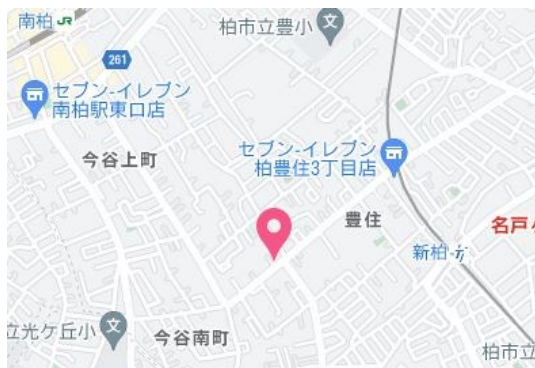 南柏 JR
柏市立豊小
261
セブン-イレブン
南柏駅東口店
セブン-イレブン
柏豊住3丁目店
今谷上町
豊住
名戸
新柏
立光ケ丘小
今谷南町
柏市立